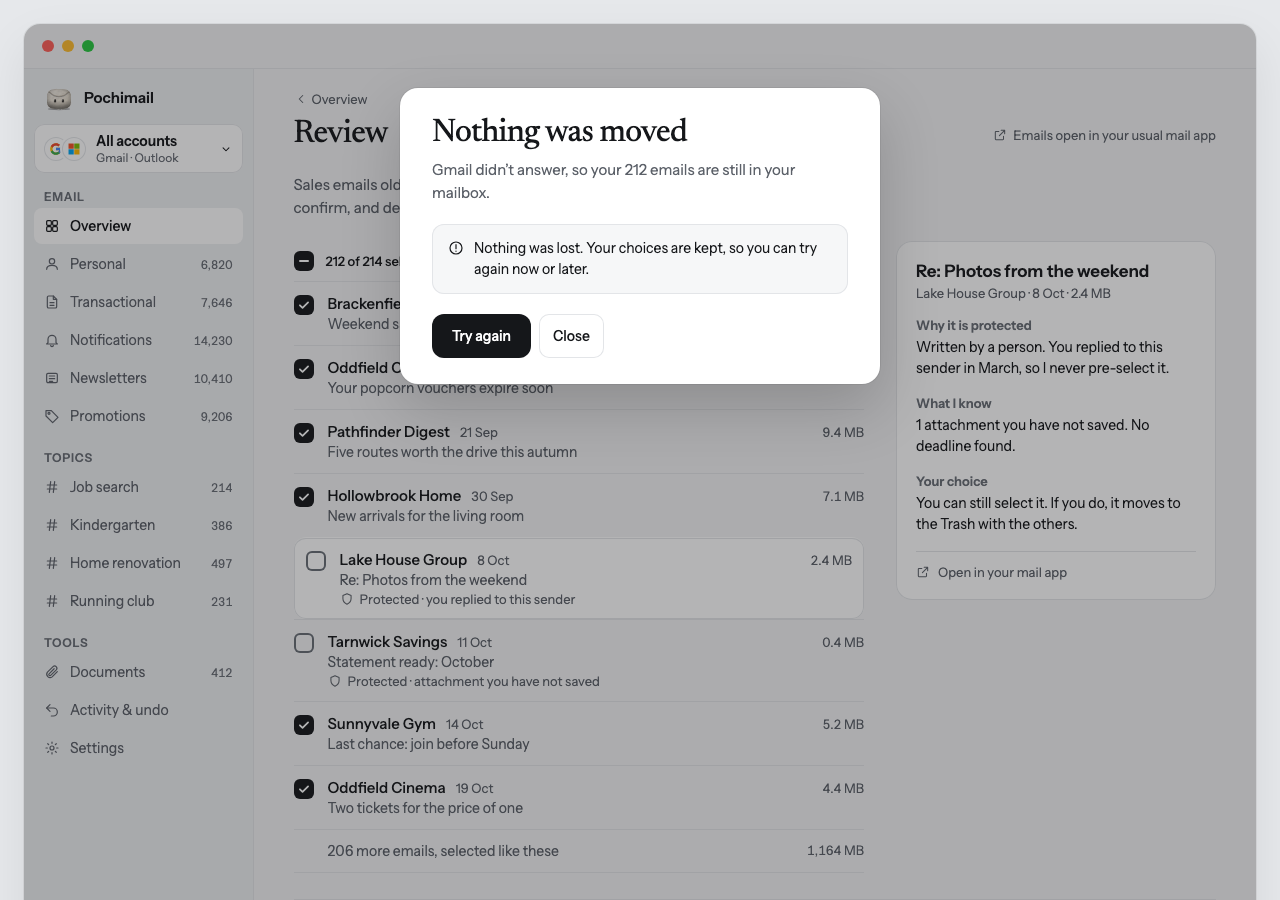 Pochimail
All accounts
Gmail · Outlook
EMAIL
Overview
Personal 6,820
Transactional 7,646
Notifications 14,230
Newsletters 10,410
Promotions 9,206
TOPICS
Job search 214
Kindergarten 386
Home renovation 497
Running club 231
TOOLS
Documents 412
Activity & undo
Settings
Overview
Review
Emails open in your usual mail app
Sales emails old
confirm, and de
212 of 214 sel
Brackenfie
Weekend s
Oddfield C
Your popcorn vouchers expire soon
Pathfinder Digest 21 Sep 9.4 MB
Five routes worth the drive this autumn
Hollowbrook Home 30 Sep 7.1 MB
New arrivals for the living room
Lake House Group 8 Oct 2.4 MB
Re: Photos from the weekend
Protected · you replied to this sender
Tarnwick Savings 11 Oct 0.4 MB
Statement ready: October
Protected · attachment you have not saved
Sunnyvale Gym 14 Oct 5.2 MB
Last chance: join before Sunday
Oddfield Cinema 19 Oct 4.4 MB
Two tickets for the price of one
206 more emails, selected like these 1,164 MB
Nothing was moved
Gmail didn’t answer, so your 212 emails are still in your
mailbox.
Nothing was lost. Your choices are kept, so you can try
again now or later.
Try again Close
Re: Photos from the weekend
Lake House Group · 8 Oct · 2.4 MB
Why it is protected
Written by a person. You replied to this
sender in March, so I never pre-select it.
What I know
1 attachment you have not saved. No
deadline found.
Your choice
You can still select it. If you do, it moves to
the Trash with the others.
Open in your mail app